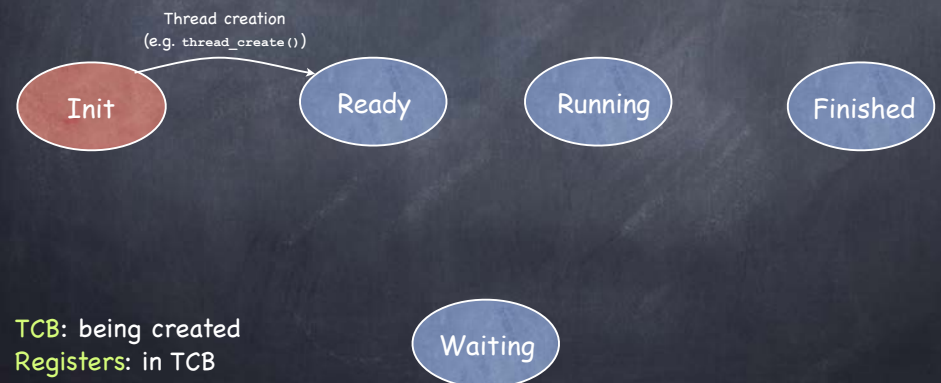 Thread creation
(e.g. thread_create())
Init
Ready
Running
Finished
Waiting
TCB: being created
Registers: in TCB